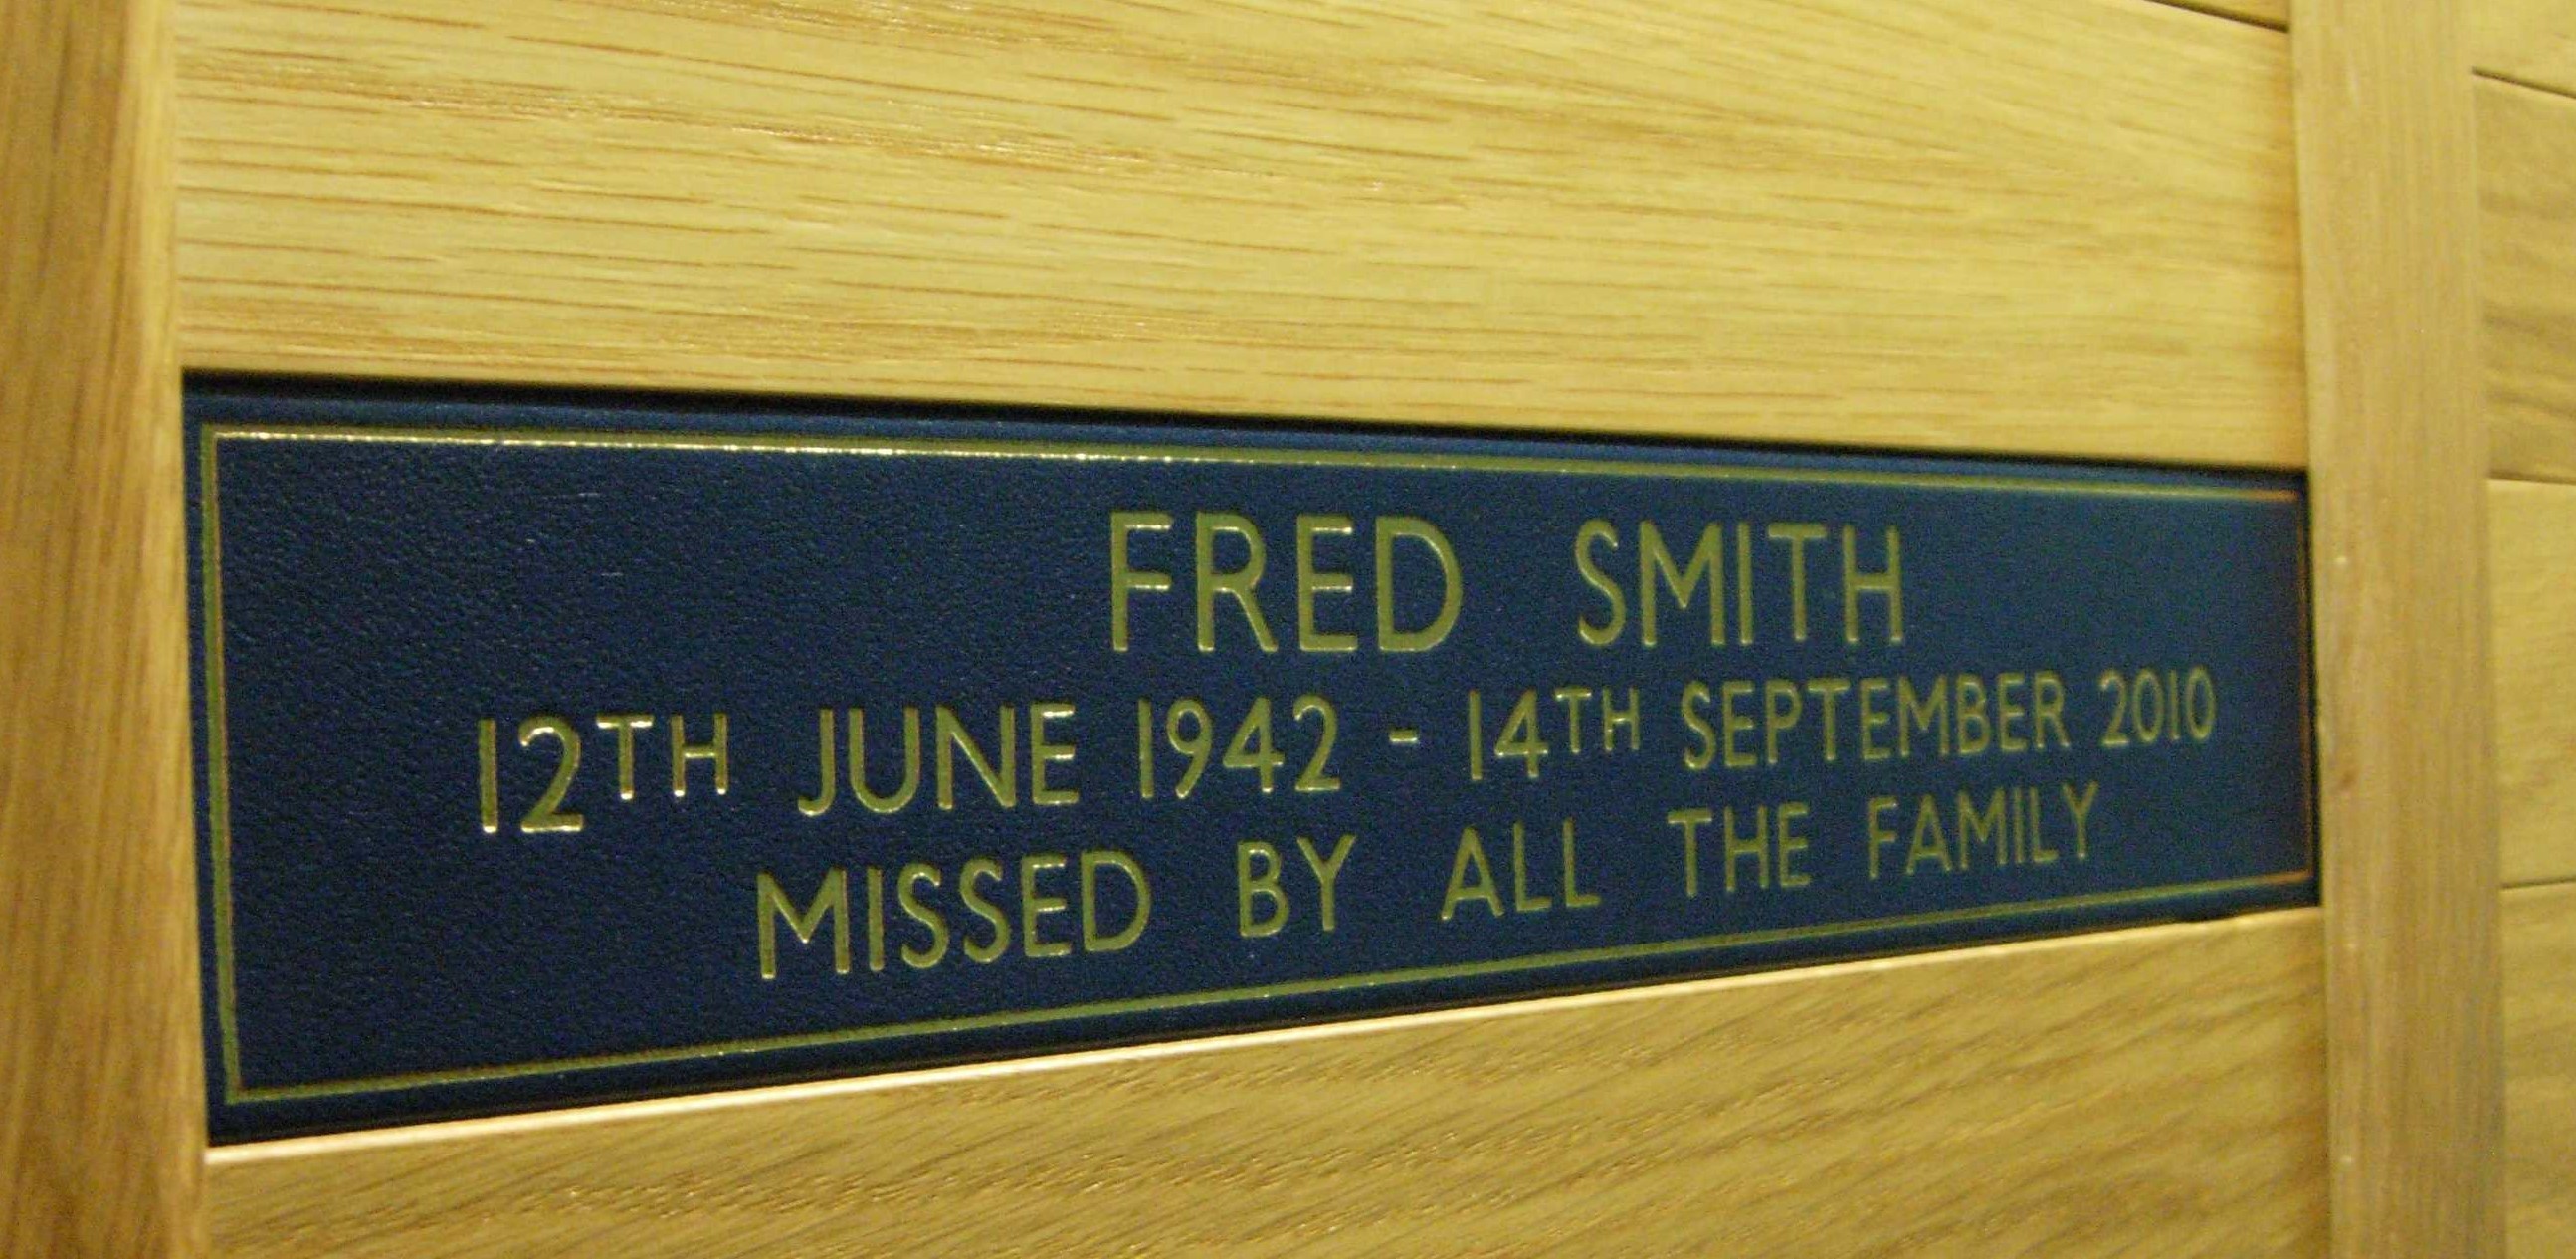 FRED SMITH
12TH JUNE 1942 - 14TH SEPTEMBER 2010
MISSED BY ALL THE FAMILY